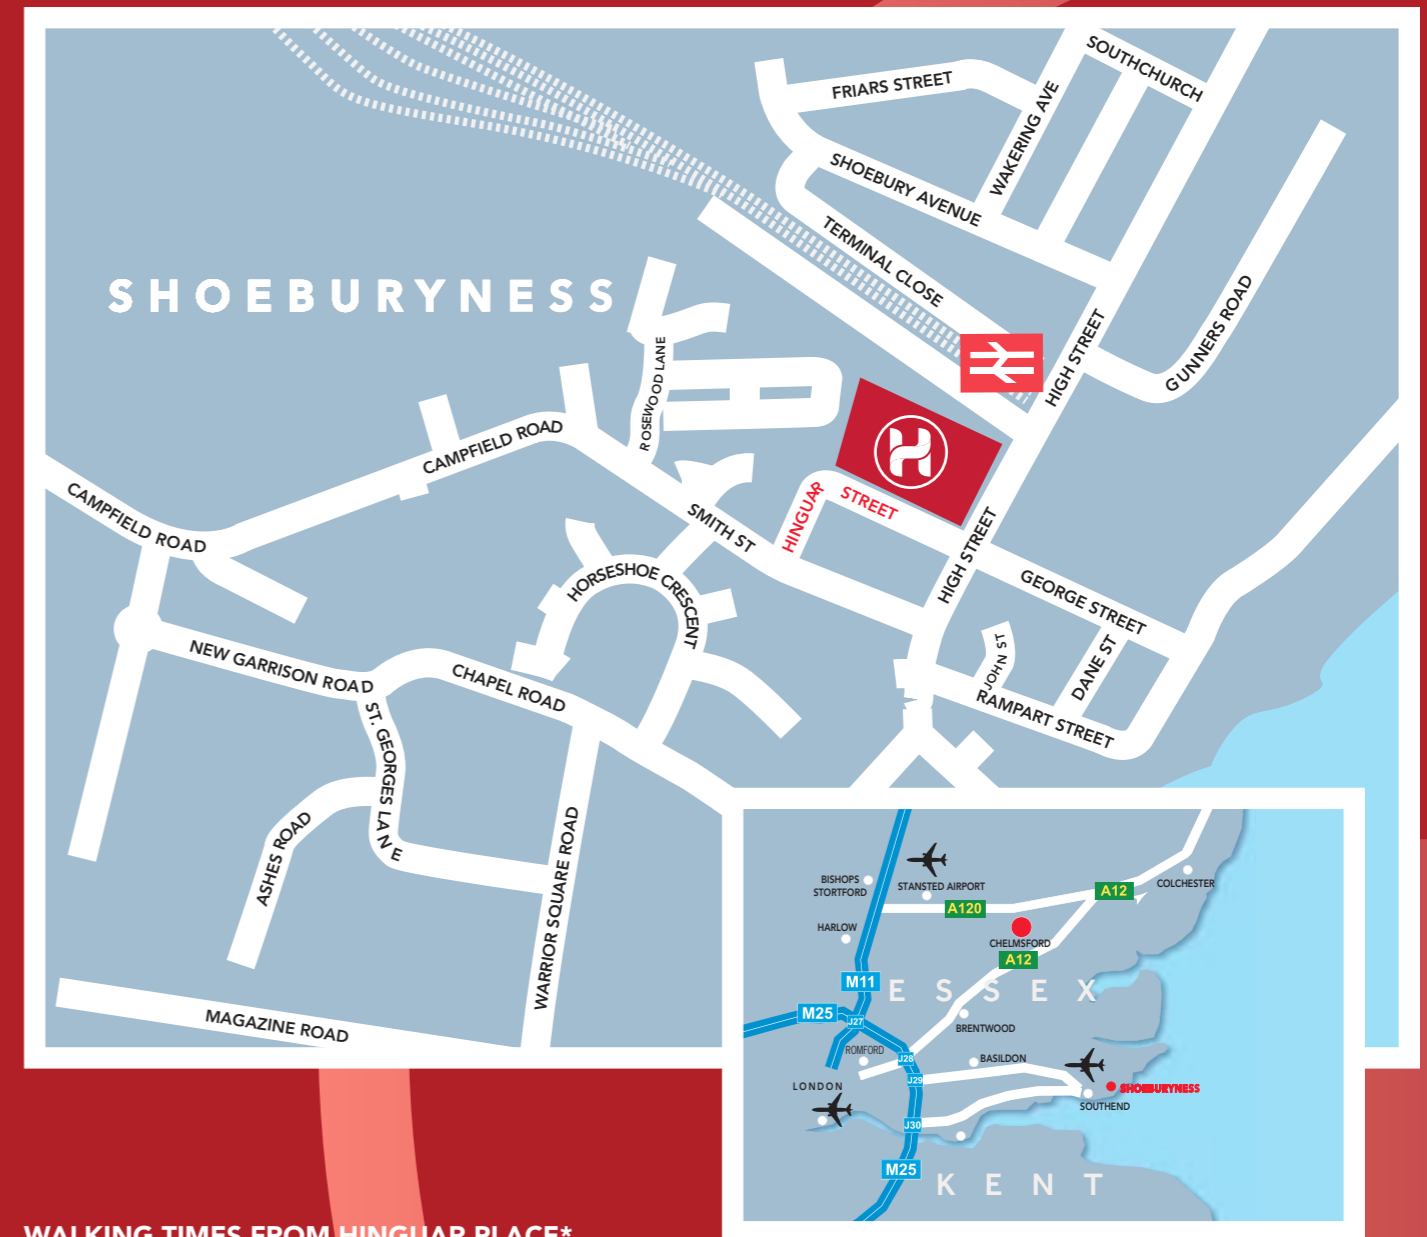 SOUTHCHURCH
FRIARS STREET
WAKERING AVE
SHOEBURY AVENUE
TERMINAL CLOSE
SHOEBURYNESS
GUNNERS ROAD
HIGH STREET
ROSEWOOD LANE
CAMPFIELD ROAD
H
HINGUAR STREET
CAMPFIELD ROAD
SMITH ST
HIGH STREET
HORSESHOE CRESCENT
GEORGE STREET
JOHN ST
DANE ST
NEW GARRISON ROAD
CHAPEL ROAD
RAMPART STREET
ST. GEORGES LANE
ASHES ROAD
WARRIOR SQUARE ROAD
MAGAZINE ROAD
BISHOPS
STORTFORD
STANSTED AIRPORT
A12
COLCHESTER
A120
HARLOW
CHELMSFORD
A12
M11
ESSEX
M25
J27
BRENTWOOD
ROMFORD
J28
BASILDON
J29
LONDON
SHOEBURYNESS
SOUTHEND
J30
M25
KENT
WALKING TIMES FROM HINGUAR PLACE*